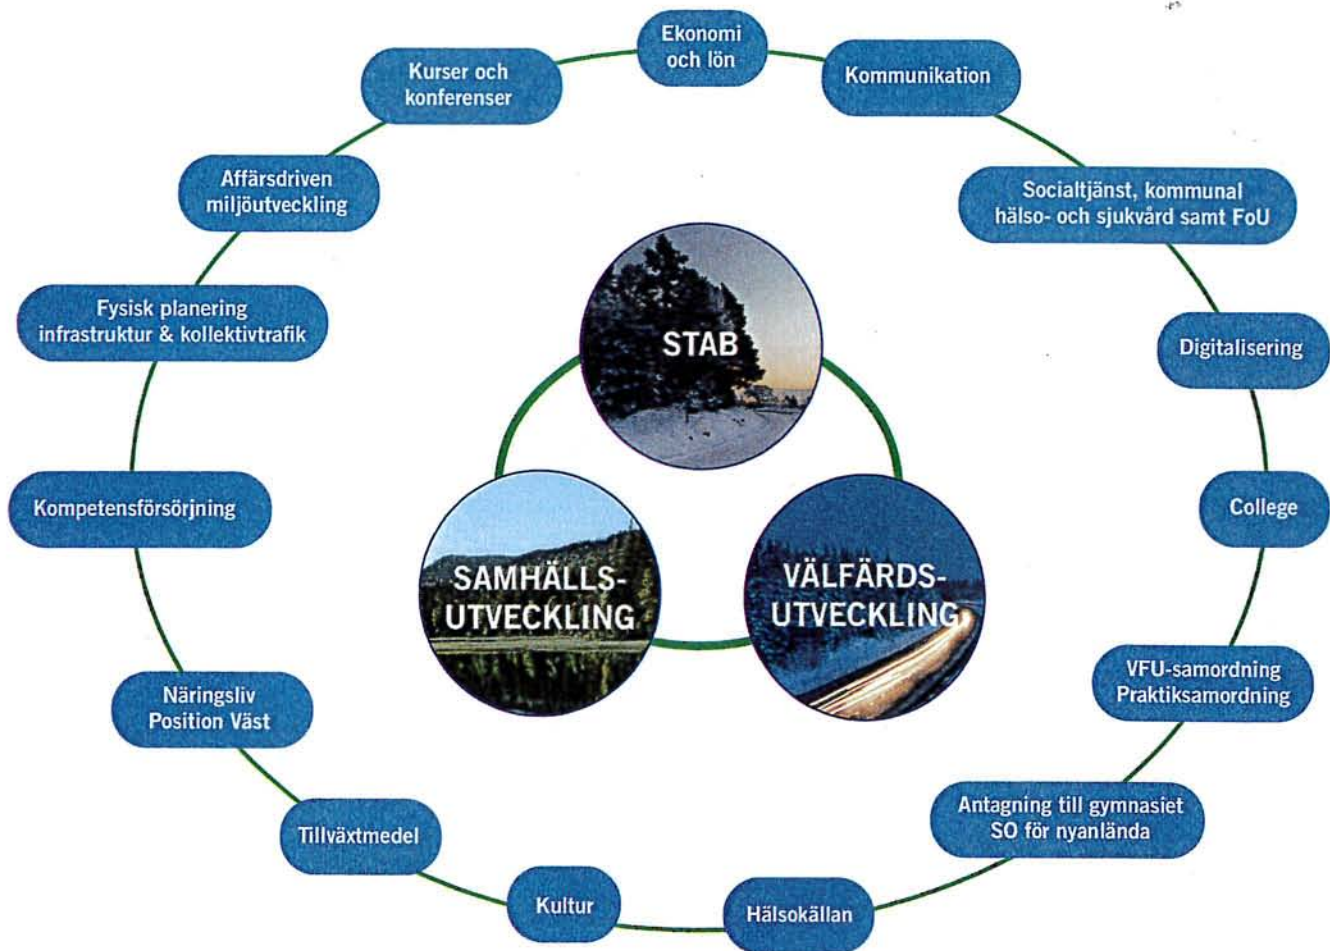 Ekonomi
och lön
Kommunikation
Kurser och
konferenser
Socialtjänst, kommunal
hälso- och sjukvård samt FoU
Affärsdriven
miljöutveckling
Fysisk planering
infrastruktur & kollektivtrafik
STAB
Digitalisering
Kompetensförsörjning
College
SAMHÄLLS-
UTVECKLING
VÄLFÄRDS-
UTVECKLING
VFU-samordning
Praktiksamordning
Näringsliv
Position Väst
Antagning till gymnasiet
SO för nyanlända
Tillväxtmedel
Kultur
Hälsokällan